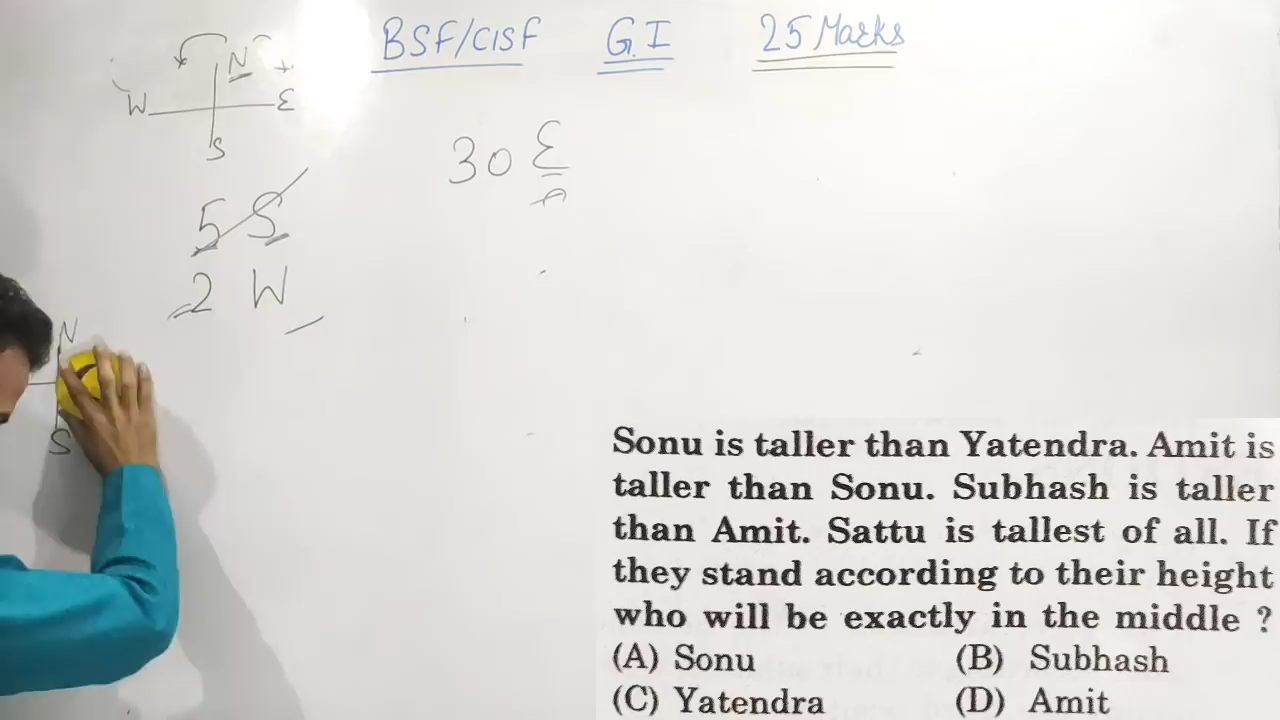 BSF/CISF G.I 25 Marks
N
W E
S
30 E
A
5 S
2 W
N
S
Sonu is taller than Yatendra. Amit is
taller than Sonu. Subhash is taller
than Amit. Sattu is tallest of all. If
they stand according to their height
who will be exactly in the middle ?
(A) Sonu (B) Subhash
(C) Yatendra (D) Amit